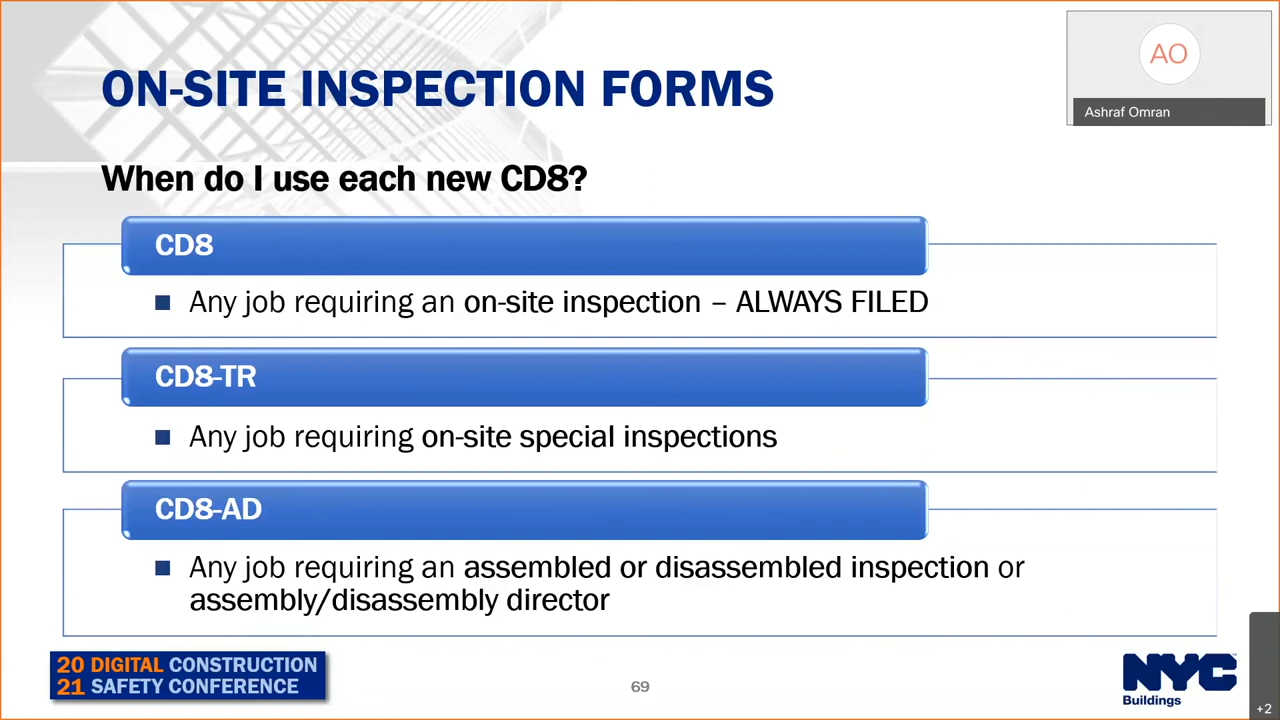 ON-SITE INSPECTION FORMS
AO
Ashraf Omran
When do I use each new CD8?
CD8
Any job requiring an on-site inspection – ALWAYS FILED
CD8-TR
Any job requiring on-site special inspections
CD8-AD
Any job requiring an assembled or disassembled inspection or
assembly/disassembly director
20 DIGITAL CONSTRUCTION
21 SAFETY CONFERENCE
69
NYC
Buildings
+2